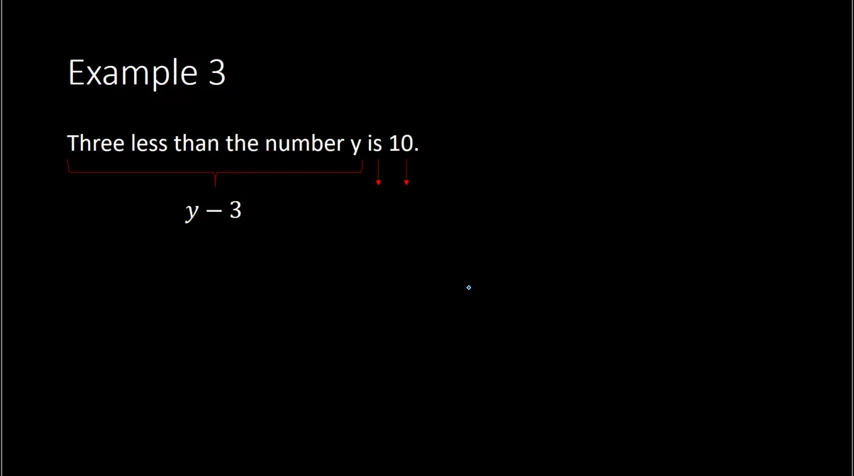 Example 3
Three less than the number y is 10.
y − 3